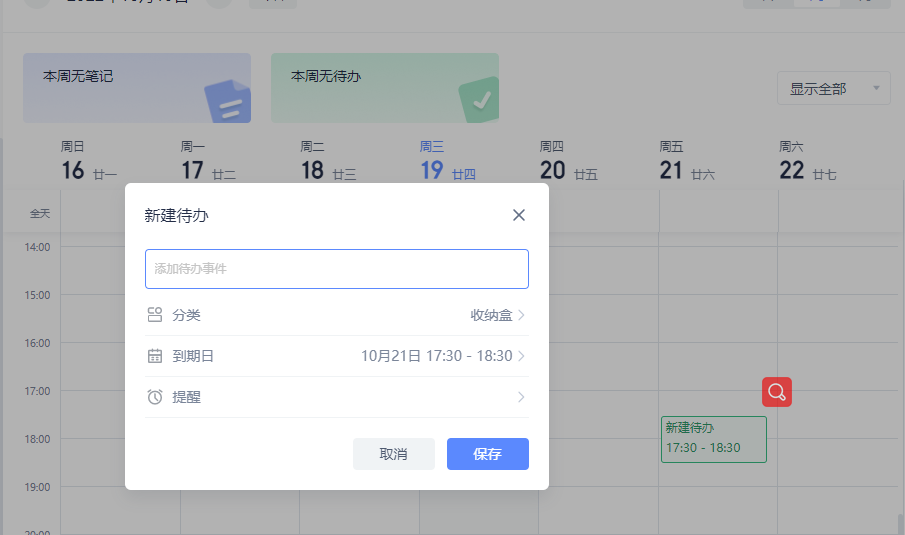 本周无笔记
本周无待办
显示全部
周日 周一 周二 周三 周四 周五 周六
16 廿一 17 廿二 18 廿三 19 廿四 20 廿五 21 廿六 22 廿七
全天
新建待办
14:00
添加待办事件
15:00
分类 收纳盒
16:00
到期日 10月21日 17:30 - 18:30
17:00
提醒
新建待办
17:30 - 18:30
18:00
取消 保存
19:00
20:00